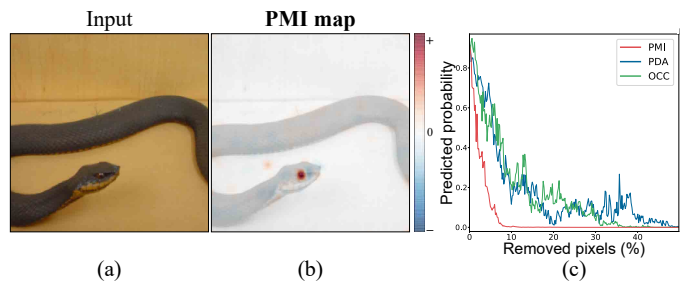 Input
PMI map
+
0
−
Predicted probability
0.8
0.6
0.4
0.2
0.0
0
10
20
30
40
Removed pixels (%)
PMI
PDA
OCC
(a)
(b)
(c)